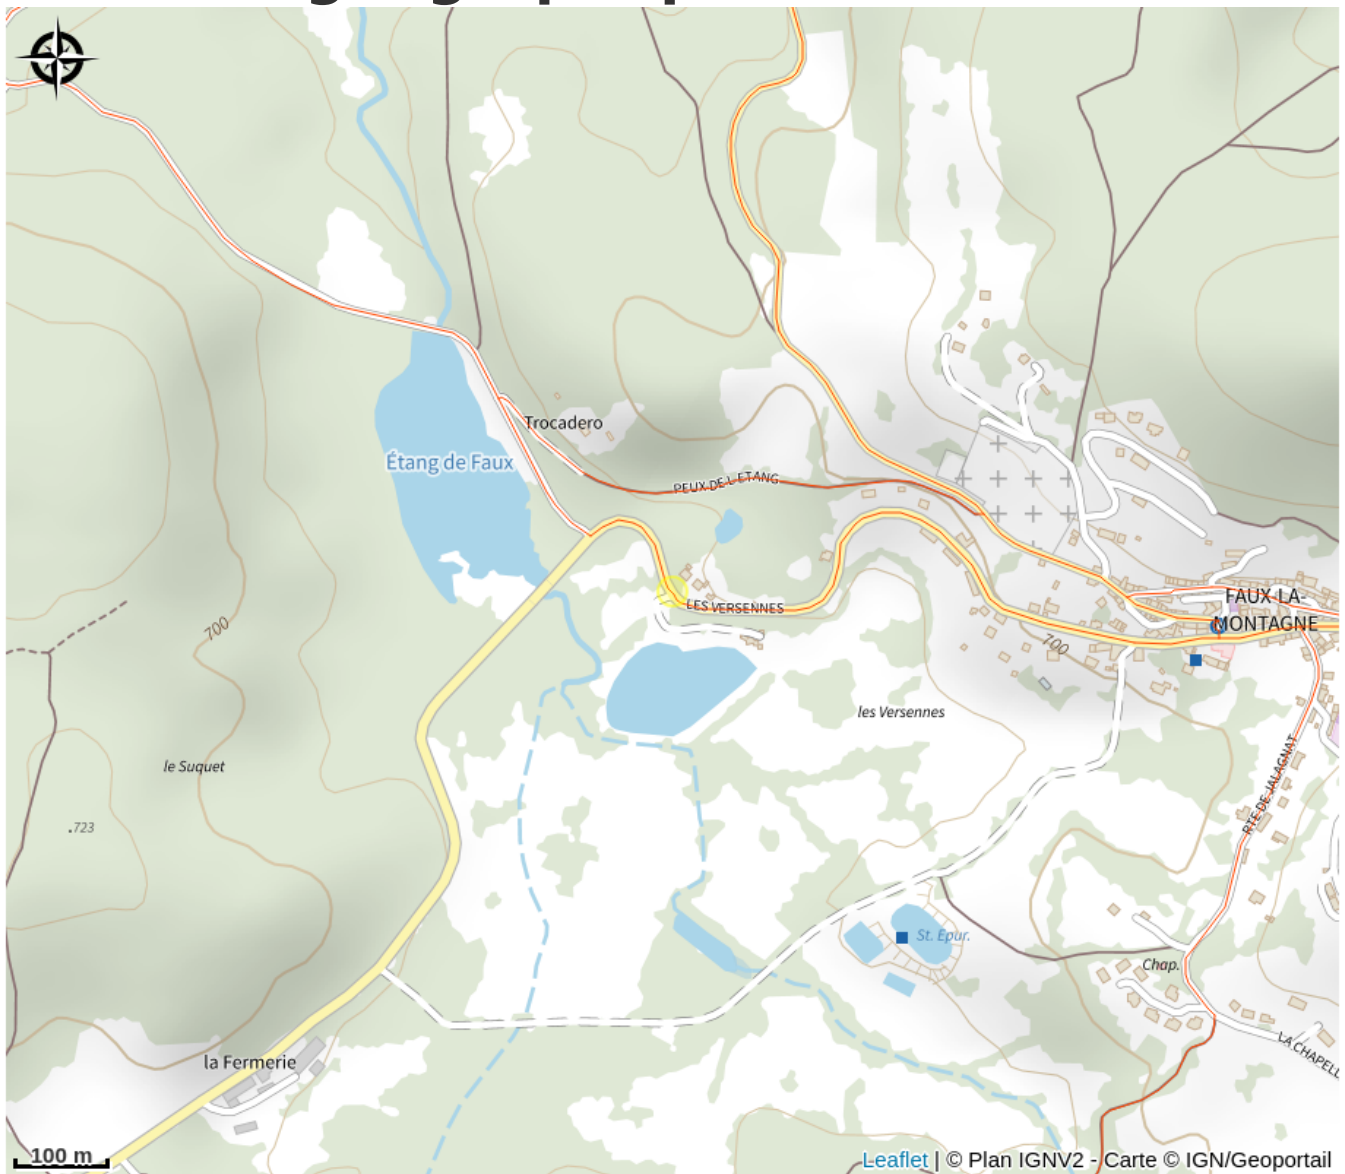 Trocadero
Étang de Faux
PEUX DE L ETANG
LES VERSENNES
FAUX-LA-
MONTAGNE
700
700
les Versennes
le Suquet
.723
RTE DE JALAGNAT
St. Epur.
Chap.
la Fermerie
LA CHAPELL
100 m
Leaflet | © Plan IGNV2 - Carte © IGN/Geoportail